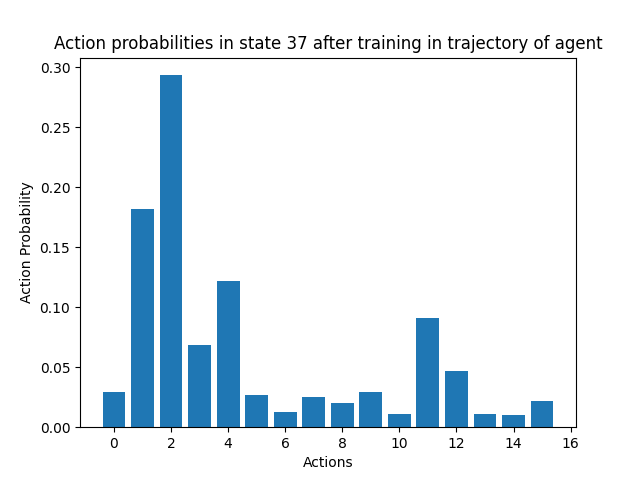 Action probabilities in state 37 after training in trajectory of agent
0.30
0.25
0.20
0.15
0.10
0.05
0.00
Action Probability
0 2 4 6 8 10 12 14 16
Actions